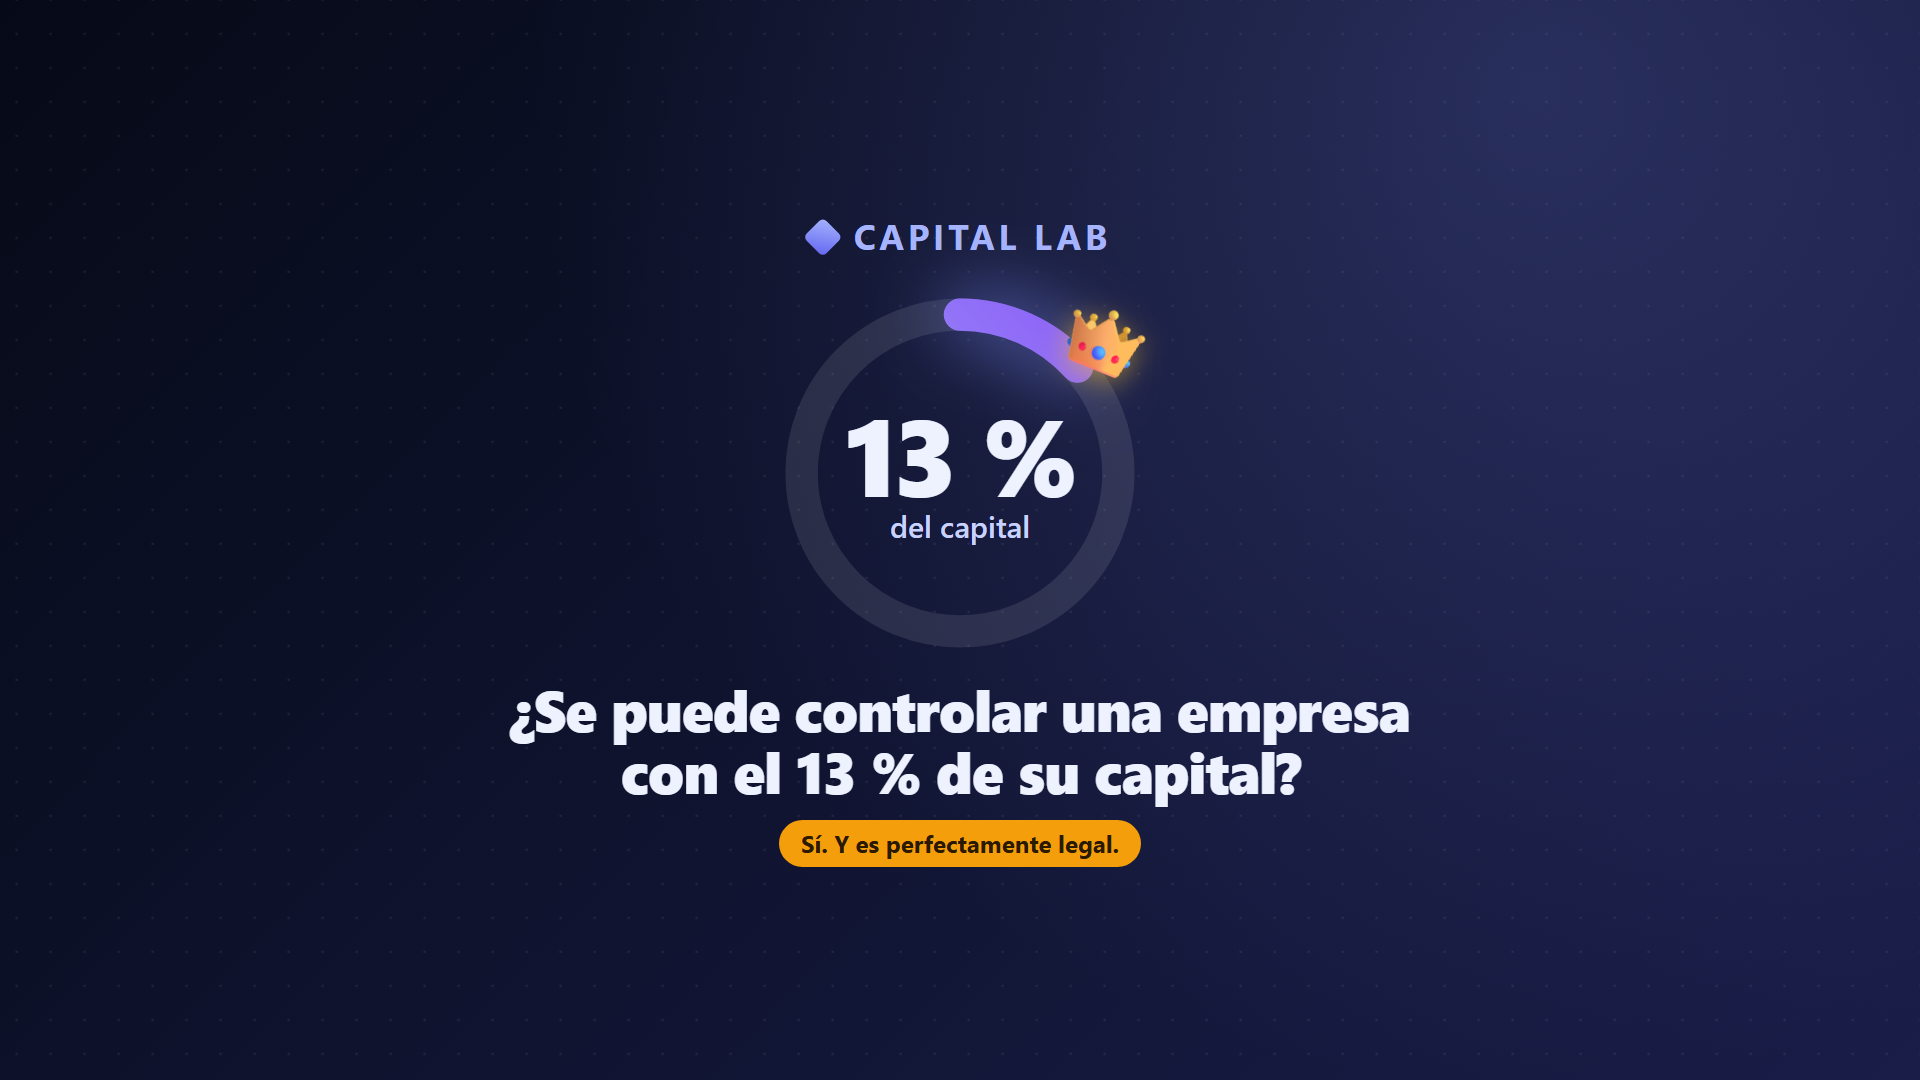 CAPITAL LAB
13 %
del capital
¿Se puede controlar una empresa
con el 13 % de su capital?
Sí. Y es perfectamente legal.